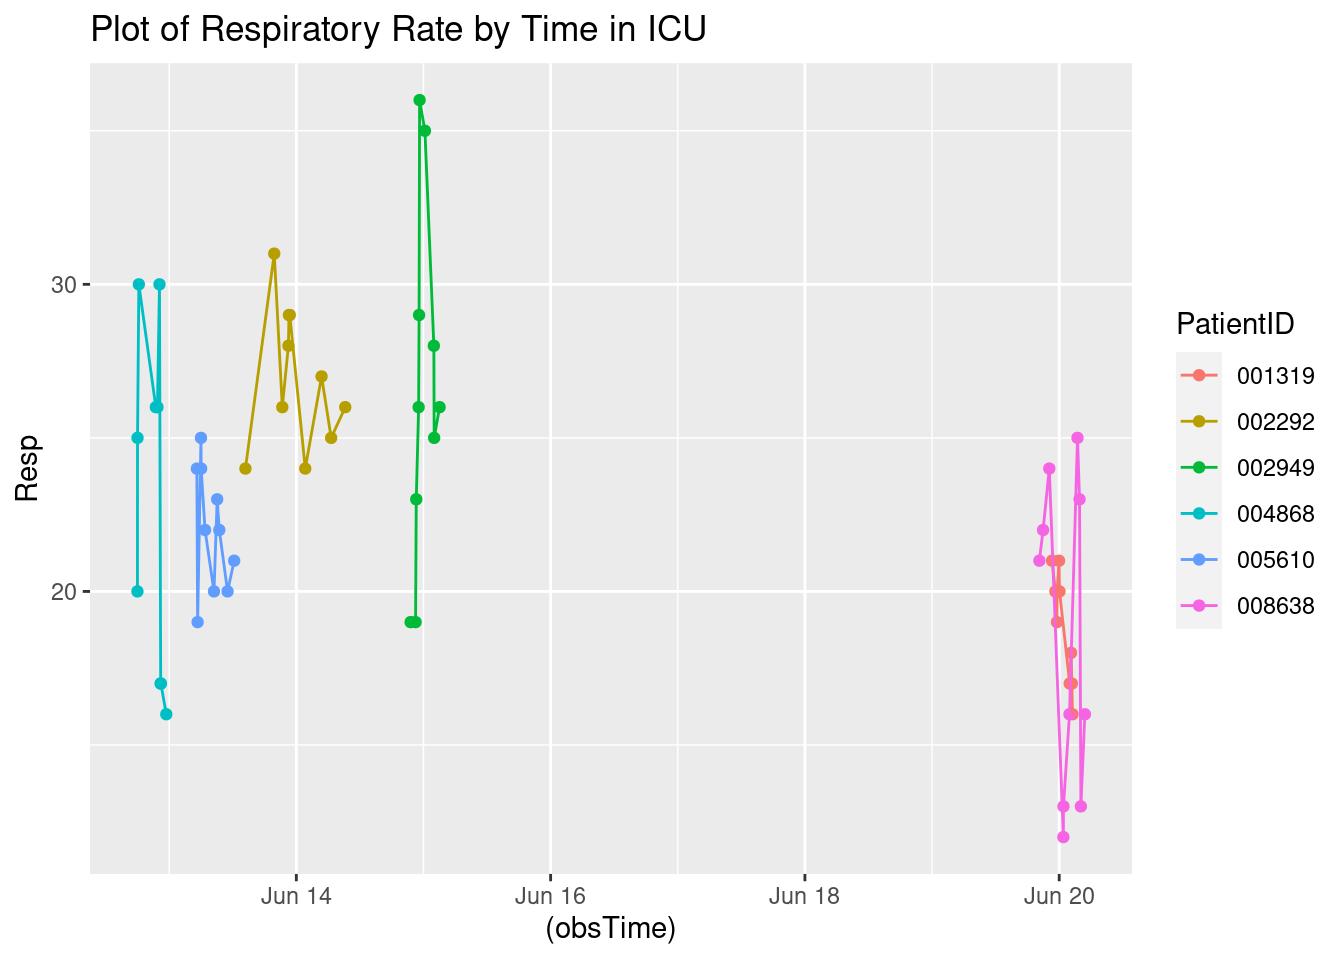 Plot of Respiratory Rate by Time in ICU
30
20
Resp
Jun 14 Jun 16 Jun 18 Jun 20
(obsTime)
PatientID
001319
002292
002949
004868
005610
008638